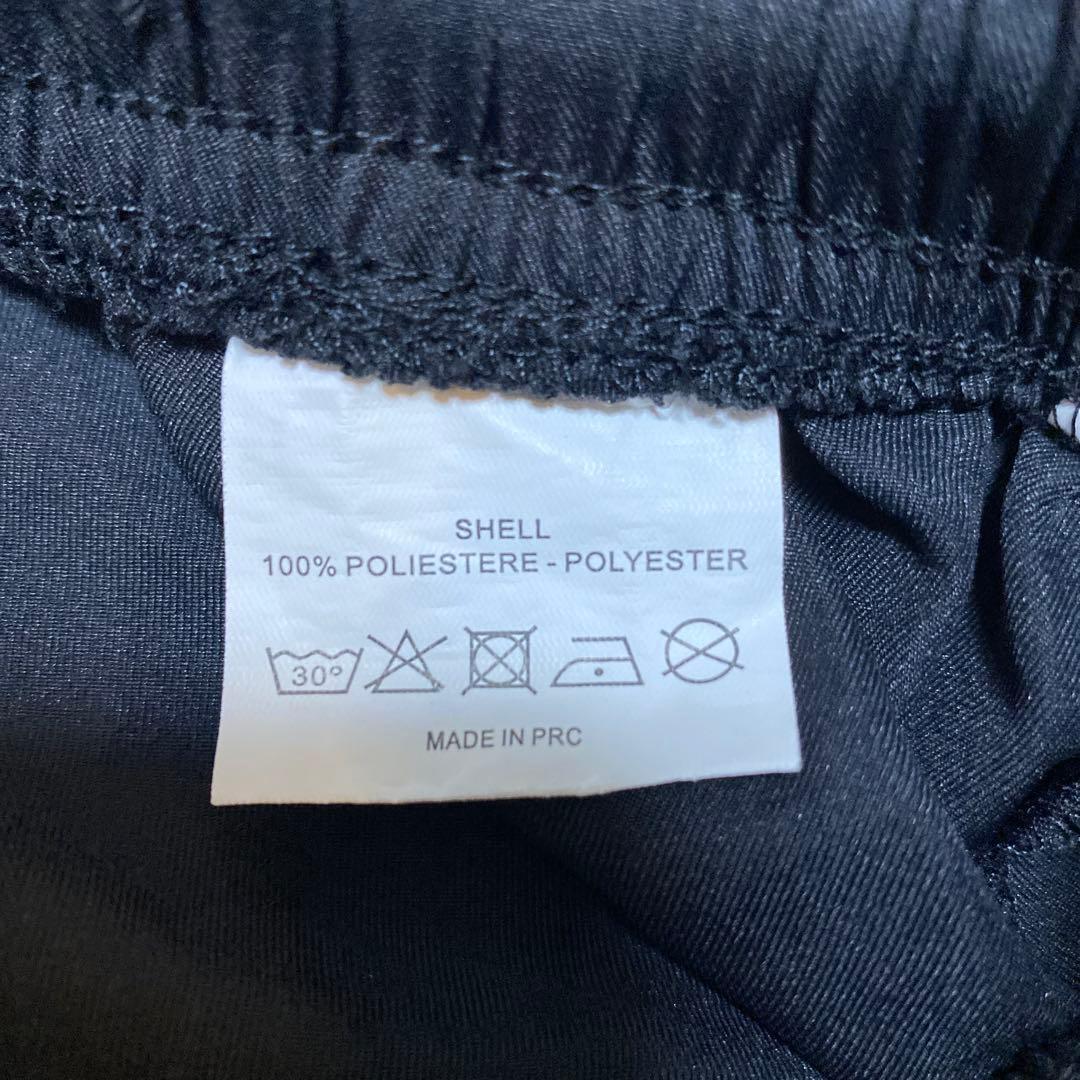 SHELL
100% POLIESTERE - POLYESTER
30°
MADE IN PRC